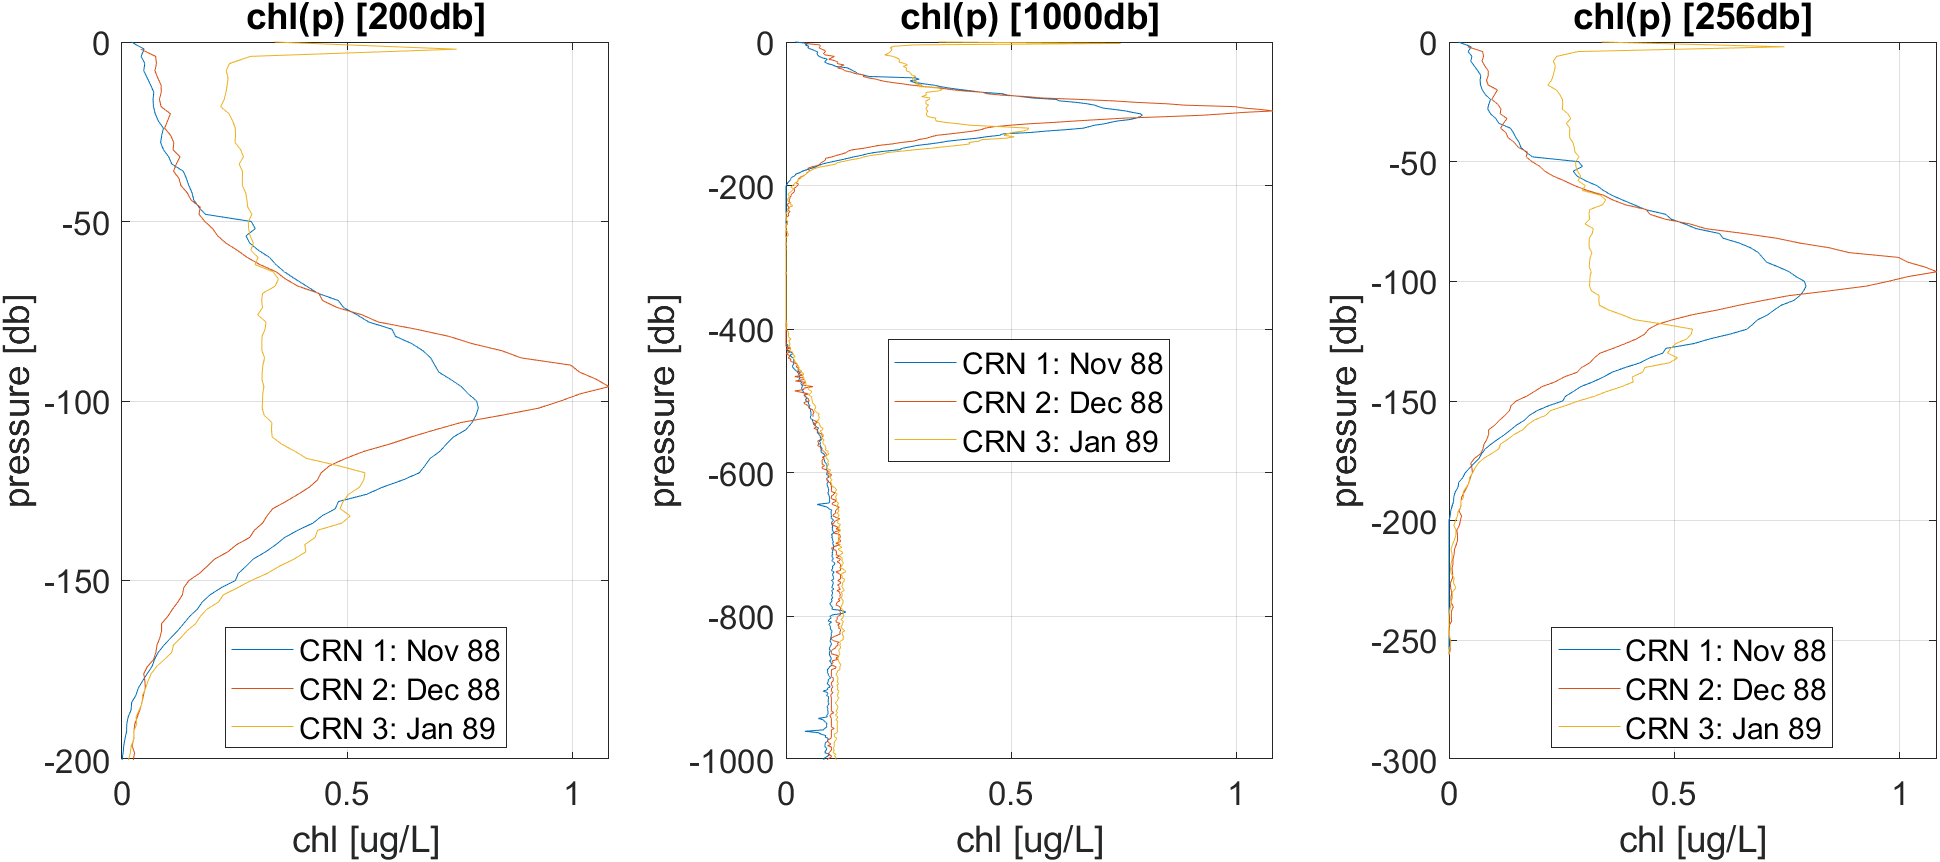 chl(p) [200db]
0
-50
-100
-150
-200
0
0.5
1
pressure [db]
chl [ug/L]
CRN 1: Nov 88
CRN 2: Dec 88
CRN 3: Jan 89
chl(p) [1000db]
0
-200
-400
-600
-800
-1000
0
0.5
1
pressure [db]
chl [ug/L]
CRN 1: Nov 88
CRN 2: Dec 88
CRN 3: Jan 89
chl(p) [256db]
0
-50
-100
-150
-200
-250
-300
0
0.5
1
pressure [db]
chl [ug/L]
CRN 1: Nov 88
CRN 2: Dec 88
CRN 3: Jan 89